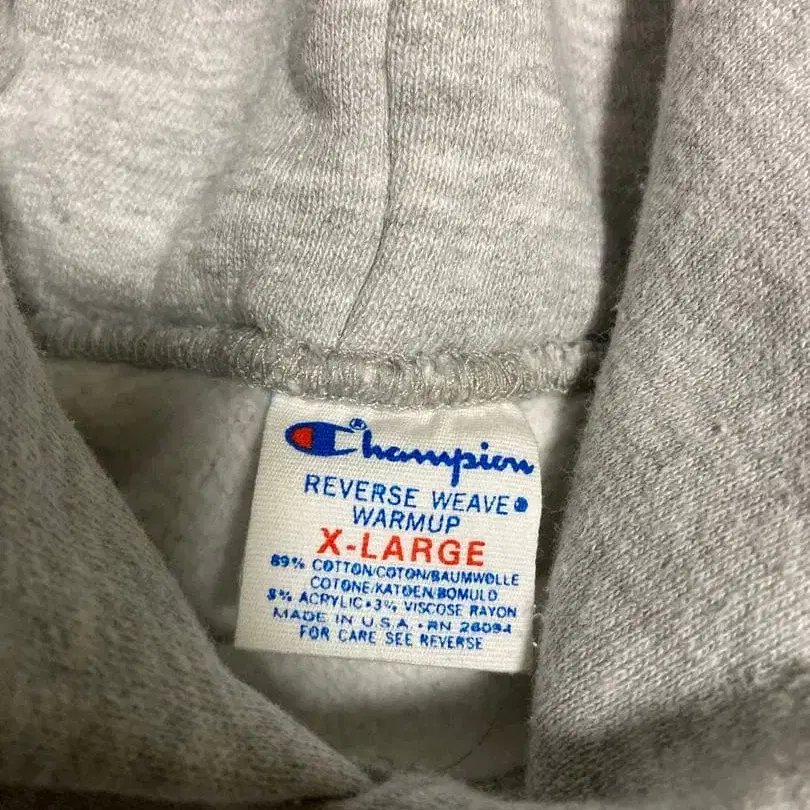 Champion®
REVERSE WEAVE®
WARMUP
X-LARGE
89% COTTON/COTON/BAUMWOLLE
COTONE/KATOEN/BOMULD
8% ACRYLIC • 3% VISCOSE RAYON
MADE IN U.S.A. • RN 26094
FOR CARE SEE REVERSE